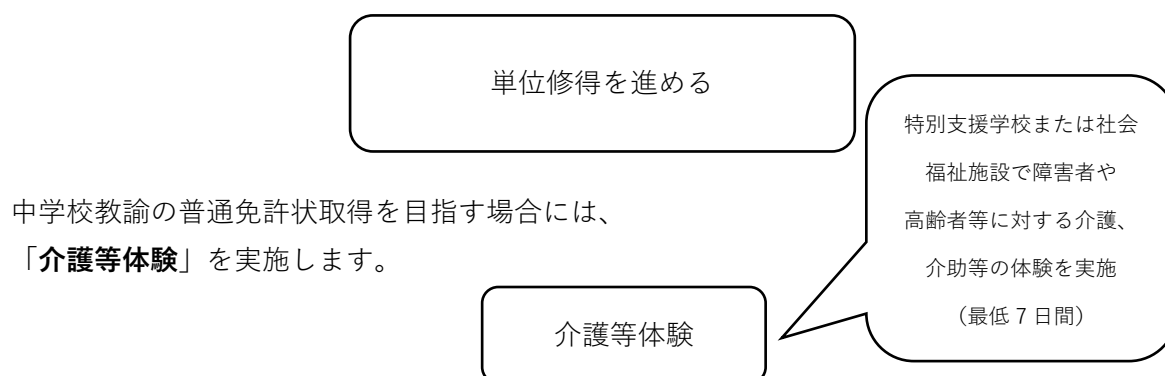 単位修得を進める
特別支援学校または社会
福祉施設で障害者や
高齢者等に対する介護、
介助等の体験を実施
（最低 7 日間）
中学校教諭の普通免許状取得を目指す場合には、
「介護等体験」を実施します。
介護等体験